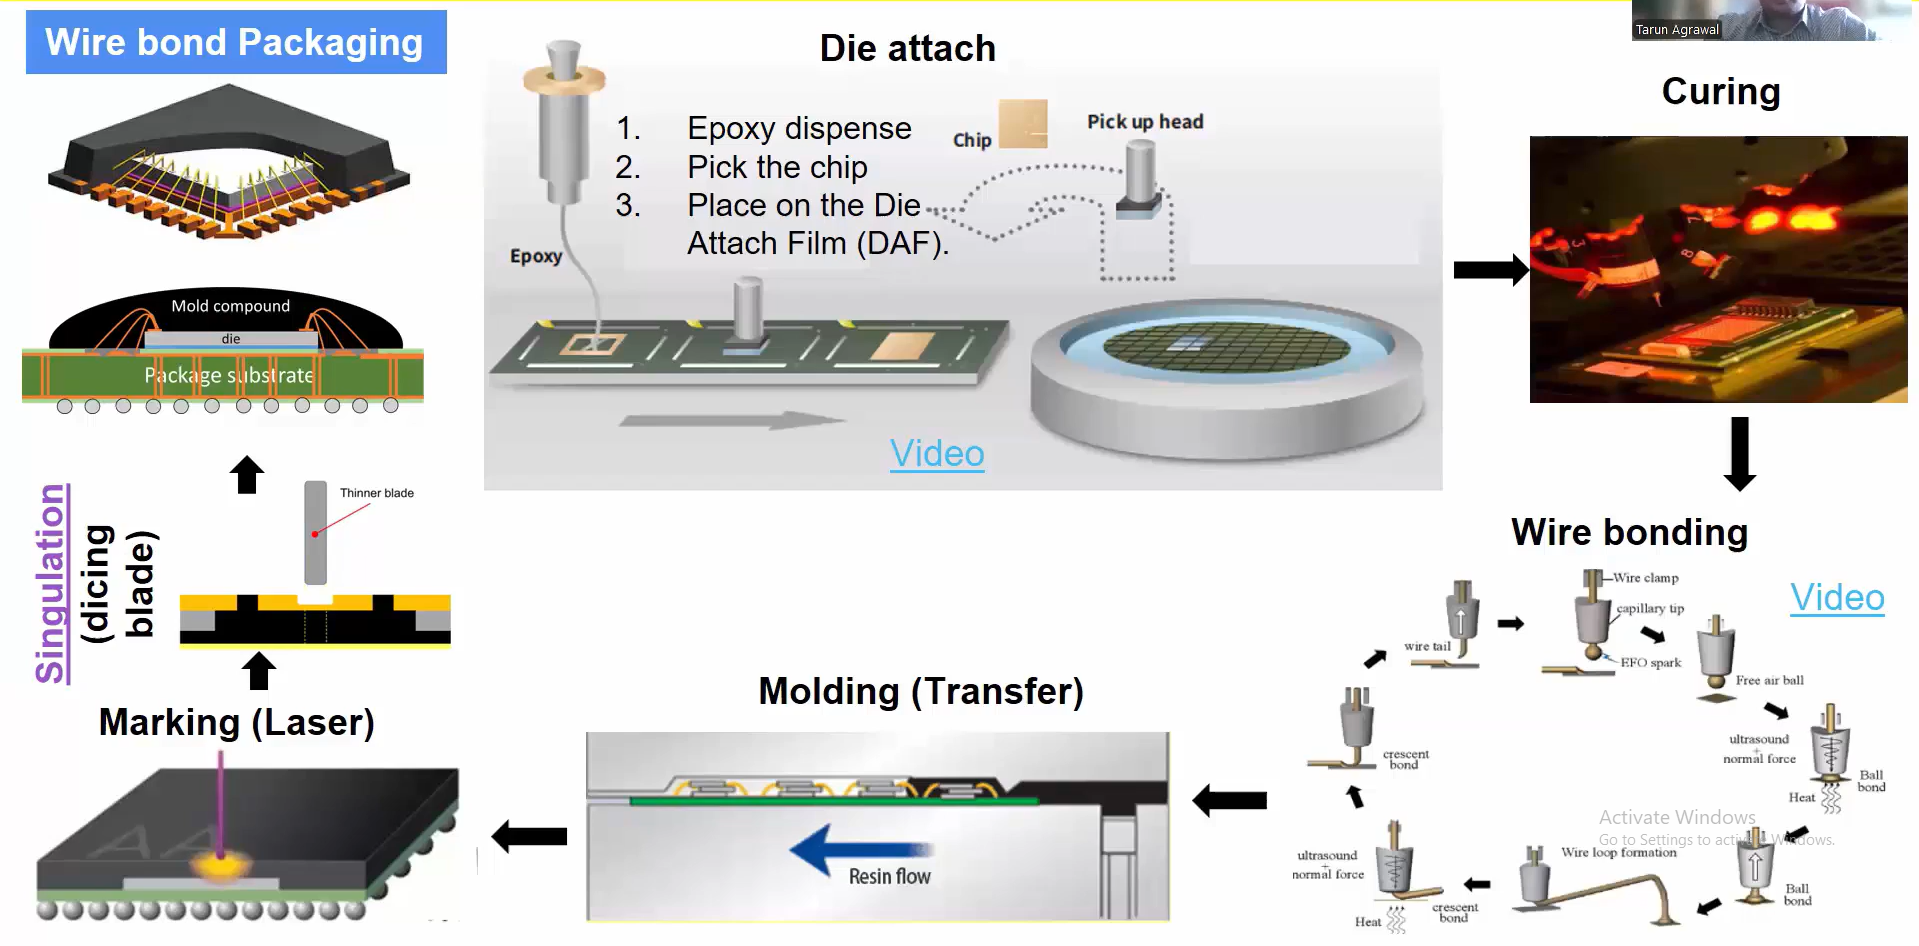 Tarun Agrawal
Wire bond Packaging
Mold compound
die
Package substrate
Die attach
1. Epoxy dispense
2. Pick the chip
3. Place on the Die
Attach Film (DAF).
Chip
Pick up head
Epoxy
Video
Curing
Wire bonding
Video
Wire clamp
capillary tip
EFO spark
wire tail
Free air ball
ultrasound
+
normal force
Ball
bond
Heat
Ball
bond
Wire loop formation
ultrasound
+
normal force
Heat
crescent
bond
crescent
bond
Molding (Transfer)
Resin flow
Marking (Laser)
AA
Singulation
(dicing
blade)
Thinner blade
Activate Windows
Go to Settings to activate Windows.